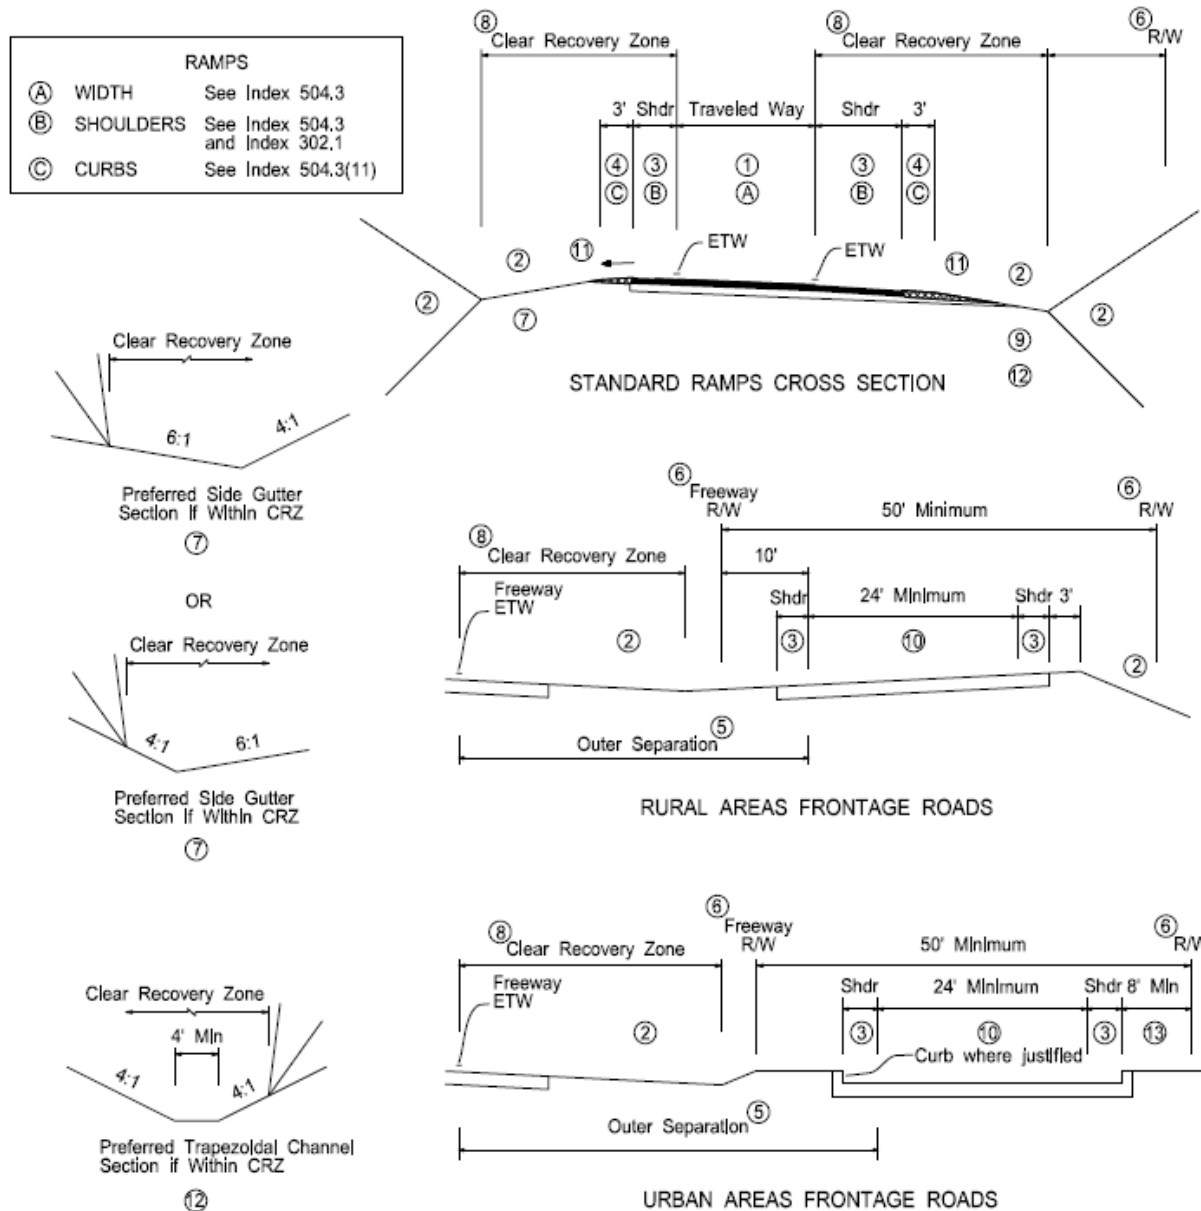 RAMPS
Ⓐ WIDTH See Index 504.3
Ⓑ SHOULDERS See Index 504.3
and Index 302.1
Ⓒ CURBS See Index 504.3(11)
⑧ Clear Recovery Zone
⑧ Clear Recovery Zone
⑥ R/W
3' Shdr Traveled Way Shdr 3'
④ ③ ① ③ ④
Ⓒ Ⓑ Ⓐ Ⓑ Ⓒ
ETW
ETW
② ⑪ ⑪ ②
② ⑦ ②
⑨
⑫
STANDARD RAMPS CROSS SECTION
Clear Recovery Zone
6:1 4:1
Preferred Side Gutter
Section if Within CRZ
⑦
OR
Clear Recovery Zone
4:1 6:1
Preferred Side Gutter
Section if Within CRZ
⑦
⑥ Freeway
R/W
50' Minimum
⑥ R/W
⑧ Clear Recovery Zone
10'
Freeway
ETW
Shdr 24' Minimum Shdr 3'
② ③ ⑩ ③ ②
Outer Separation ⑤
RURAL AREAS FRONTAGE ROADS
Clear Recovery Zone
4' Min
4:1 4:1
Preferred Trapezoidal Channel
Section if Within CRZ
⑫
⑧ Clear Recovery Zone
⑥ Freeway
R/W
50' Minimum
⑥ R/W
Freeway
ETW
Shdr 24' Minimum Shdr 8' Min
② ③ ⑩ ③ ⑬
Curb where justified
Outer Separation ⑤
URBAN AREAS FRONTAGE ROADS